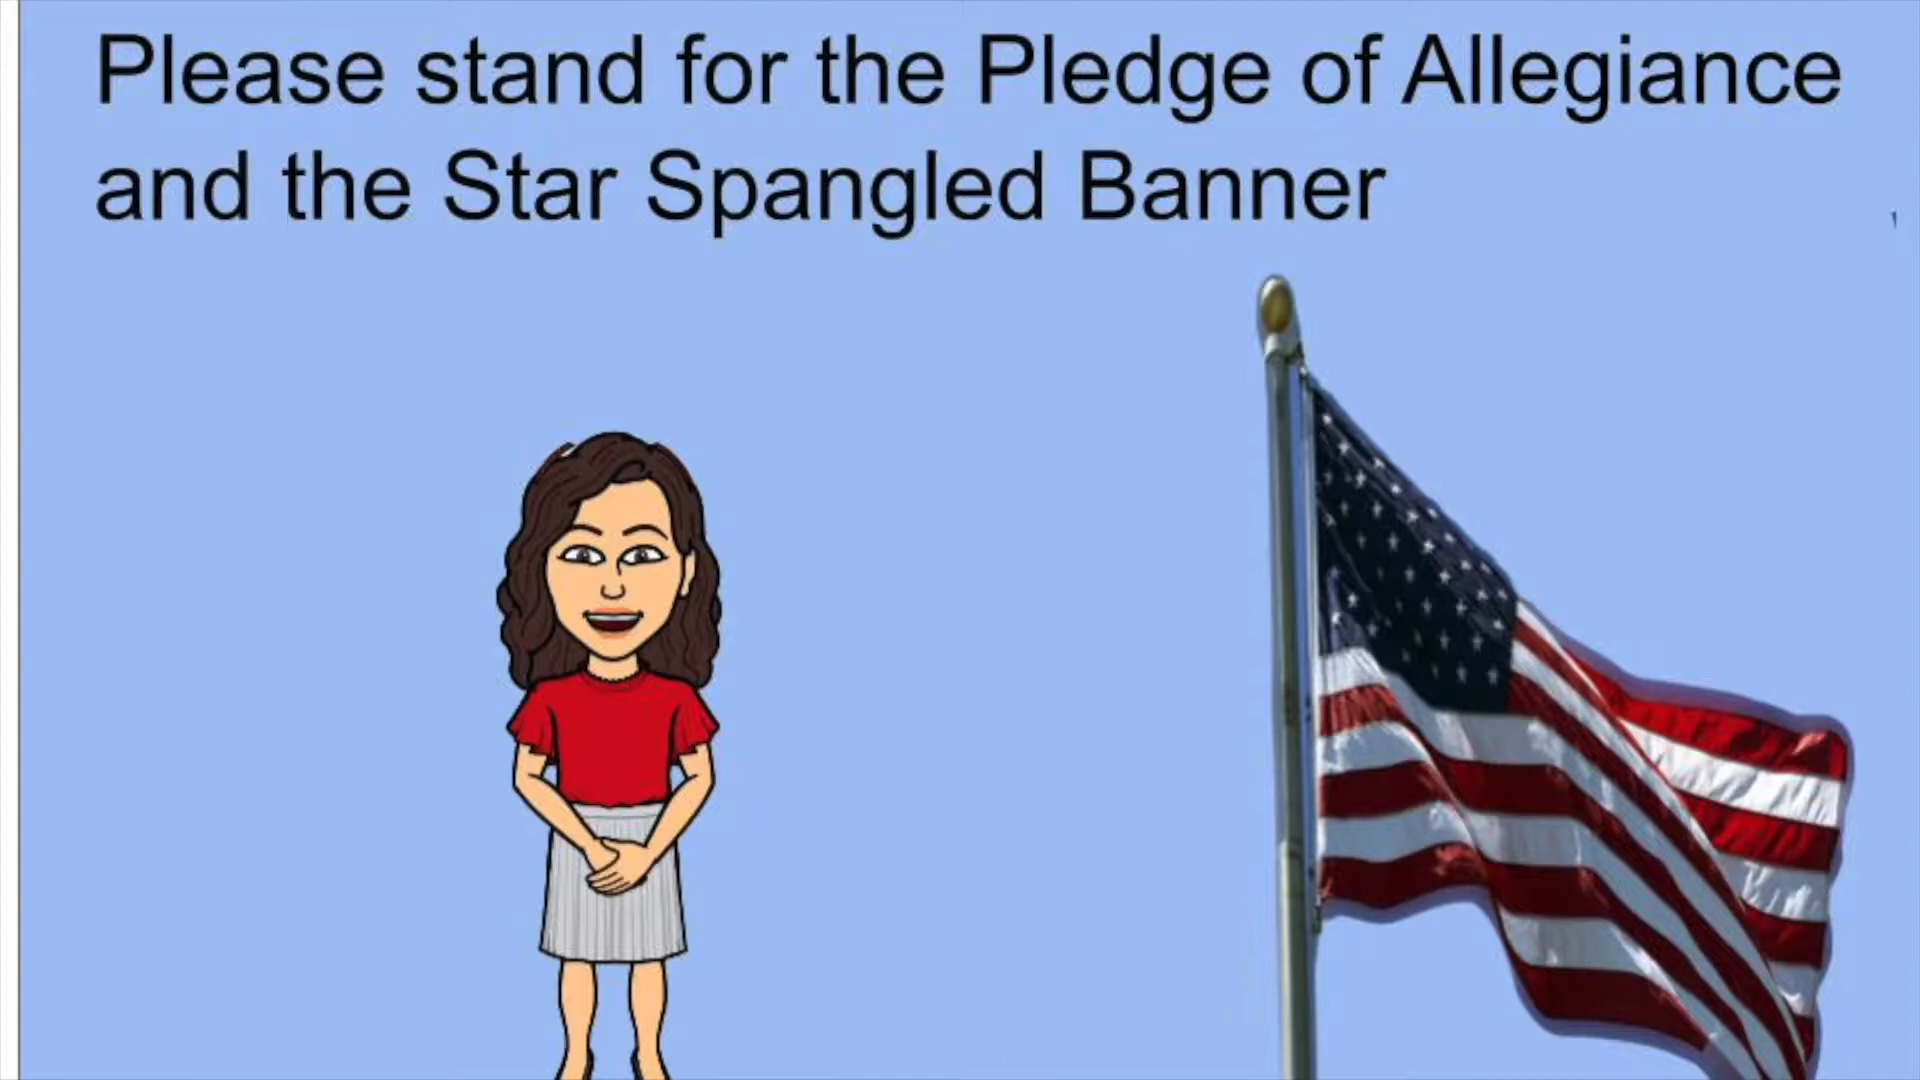 Please stand for the Pledge of Allegiance
and the Star Spangled Banner